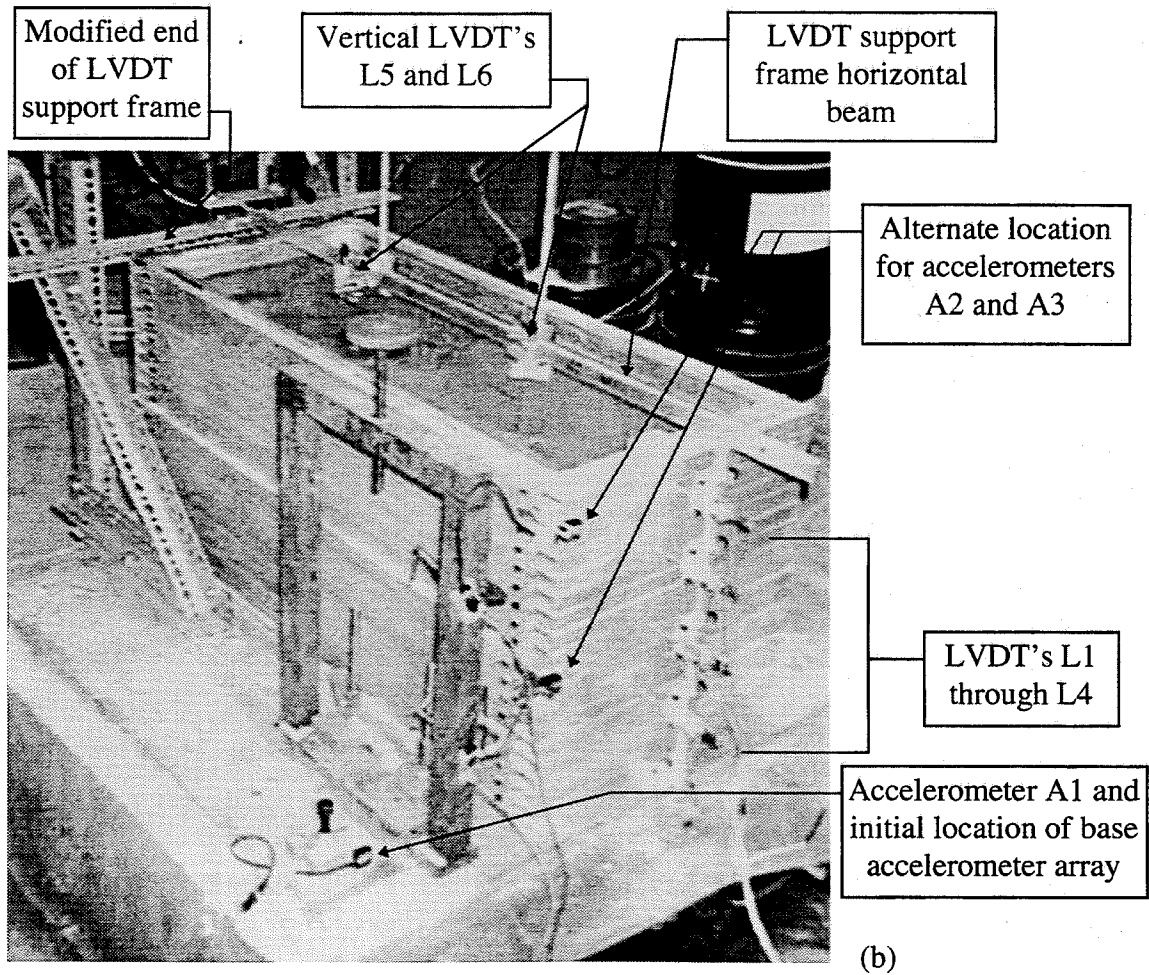 Modified end
of LVDT
support frame
Vertical LVDT's
L5 and L6
LVDT support
frame horizontal
beam
Alternate location
for accelerometers
A2 and A3
LVDT's L1
through L4
Accelerometer A1 and
initial location of base
accelerometer array
(b)